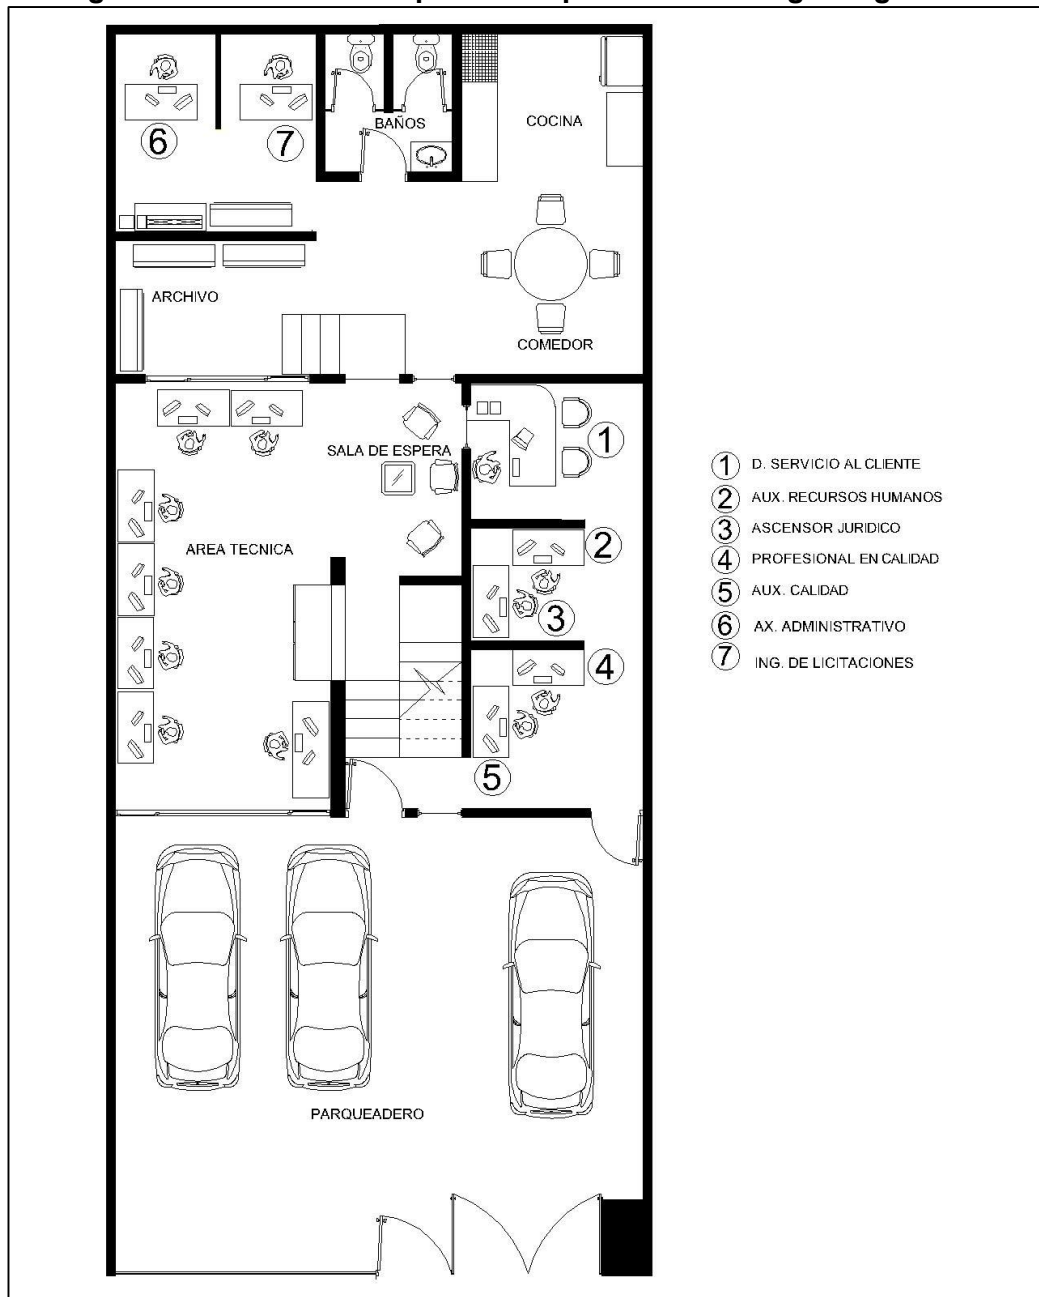 6
7
BAÑOS
COCINA
ARCHIVO
COMEDOR
SALA DE ESPERA
1
AREA TECNICA
2
3
4
5
PARQUEADERO
1 D. SERVICIO AL CLIENTE
2 AUX. RECURSOS HUMANOS
3 ASCENSOR JURIDICO
4 PROFESIONAL EN CALIDAD
5 AUX. CALIDAD
6 AX. ADMINISTRATIVO
7 ING. DE LICITACIONES